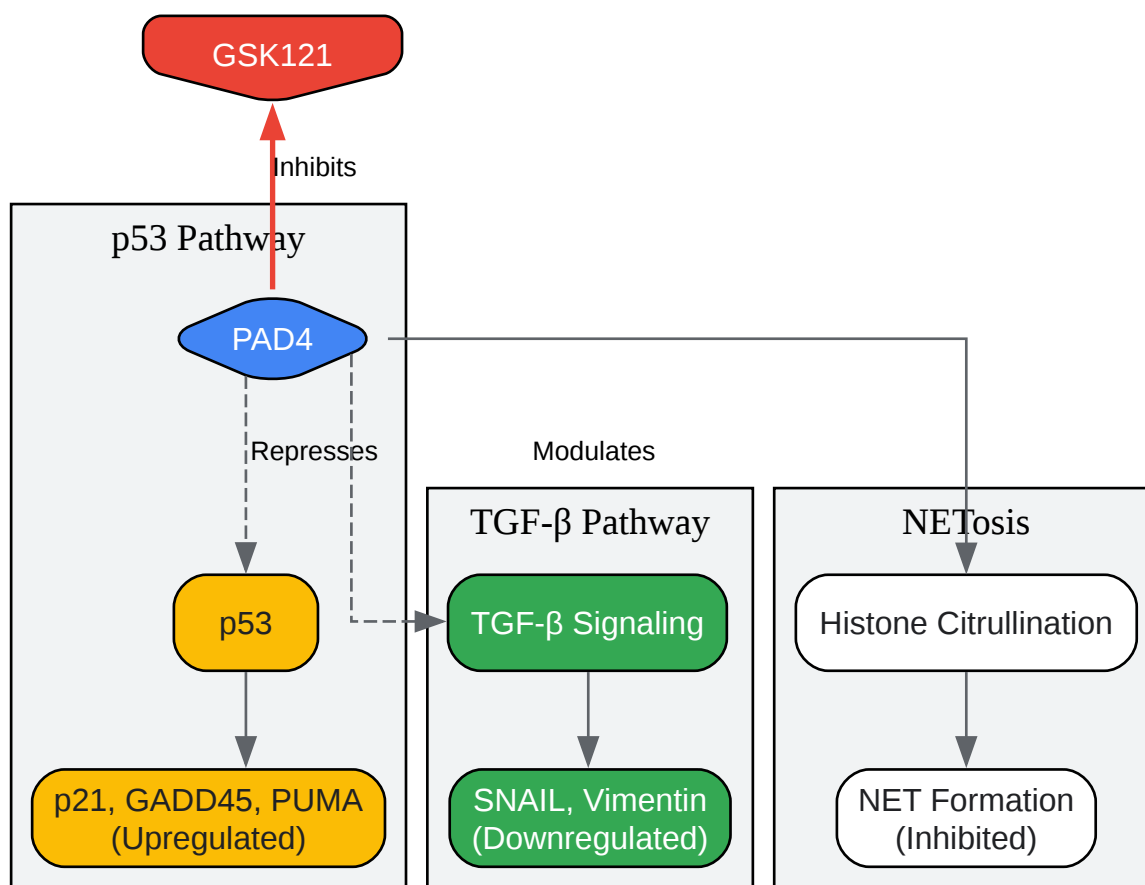 GSK121
Inhibits
p53 Pathway
PAD4
Represses
Modulates
TGF-β Pathway
NETosis
p53
TGF-β Signaling
Histone Citrullination
p21, GADD45, PUMA
(Upregulated)
SNAIL, Vimentin
(Downregulated)
NET Formation
(Inhibited)